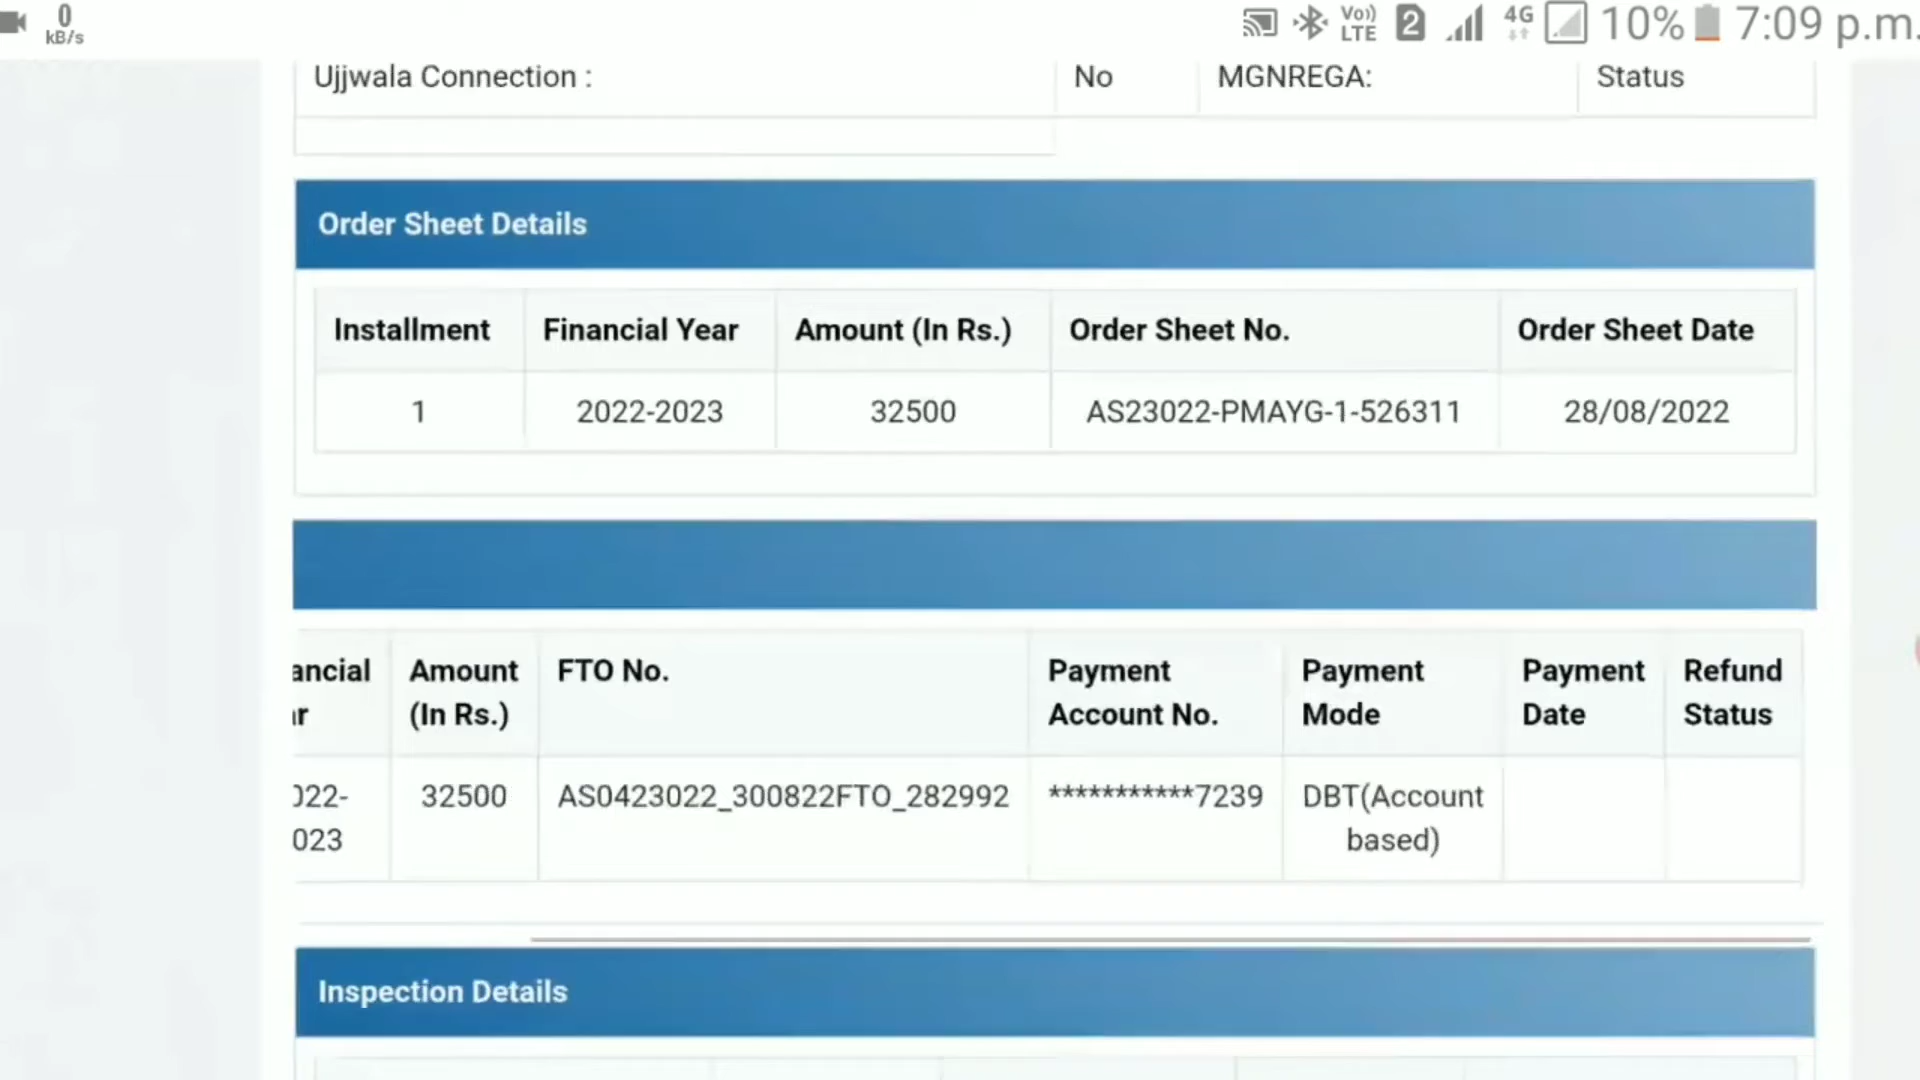 0
kB/s
Vo)) LTE 2 4G 10% 7:09 p.m.
Ujjwala Connection : No MGNREGA: Status
Order Sheet Details
Installment Financial Year Amount (In Rs.) Order Sheet No. Order Sheet Date
1 2022-2023 32500 AS23022-PMAYG-1-526311 28/08/2022
ancial Amount FTO No. Payment Payment Payment Refund
r (In Rs.) Account No. Mode Date Status
022- 32500 AS0423022_300822FTO_282992 ***********7239 DBT(Account
023 based)
Inspection Details